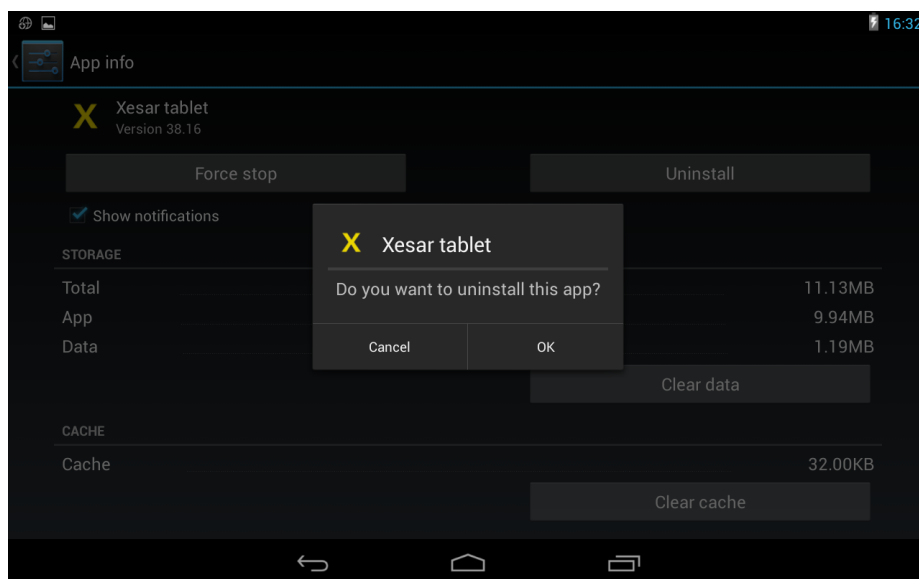 16:32
App info
Xesar tablet
Version 38.16
Force stop
Uninstall
Show notifications
STORAGE
Total
11.13MB
App
9.94MB
Data
1.19MB
Clear data
X Xesar tablet
Do you want to uninstall this app?
Cancel
OK
CACHE
Cache
32.00KB
Clear cache